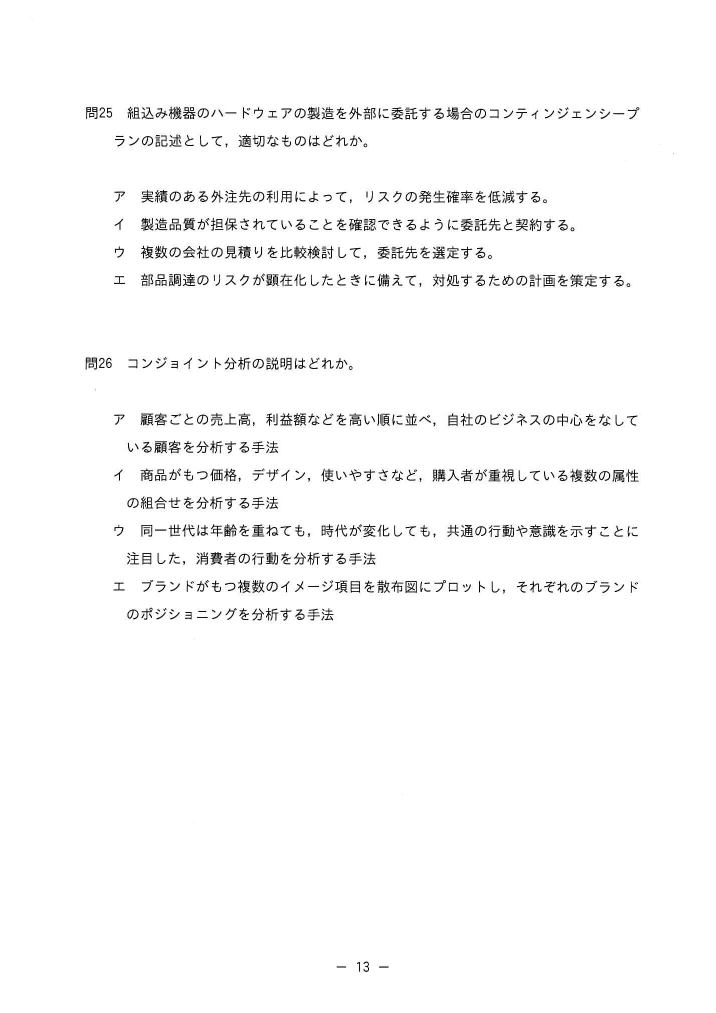 問25　組込み機器のハードウェアの製造を外部に委託する場合のコンティンジェンシープ
ランの記述として，適切なものはどれか。
ア　実績のある外注先の利用によって，リスクの発生確率を低減する。
イ　製造品質が担保されていることを確認できるように委託先と契約する。
ウ　複数の会社の見積りを比較検討して，委託先を選定する。
エ　部品調達のリスクが顕在化したときに備えて，対処するための計画を策定する。
問26　コンジョイント分析の説明はどれか。
ア　顧客ごとの売上高，利益額などを高い順に並べ，自社のビジネスの中心をなして
いる顧客を分析する手法
イ　商品がもつ価格，デザイン，使いやすさなど，購入者が重視している複数の属性
の組合せを分析する手法
ウ　同一世代は年齢を重ねても，時代が変化しても，共通の行動や意識を示すことに
注目した，消費者の行動を分析する手法
エ　ブランドがもつ複数のイメージ項目を散布図にプロットし，それぞれのブランド
のポジショニングを分析する手法
－ 13 －